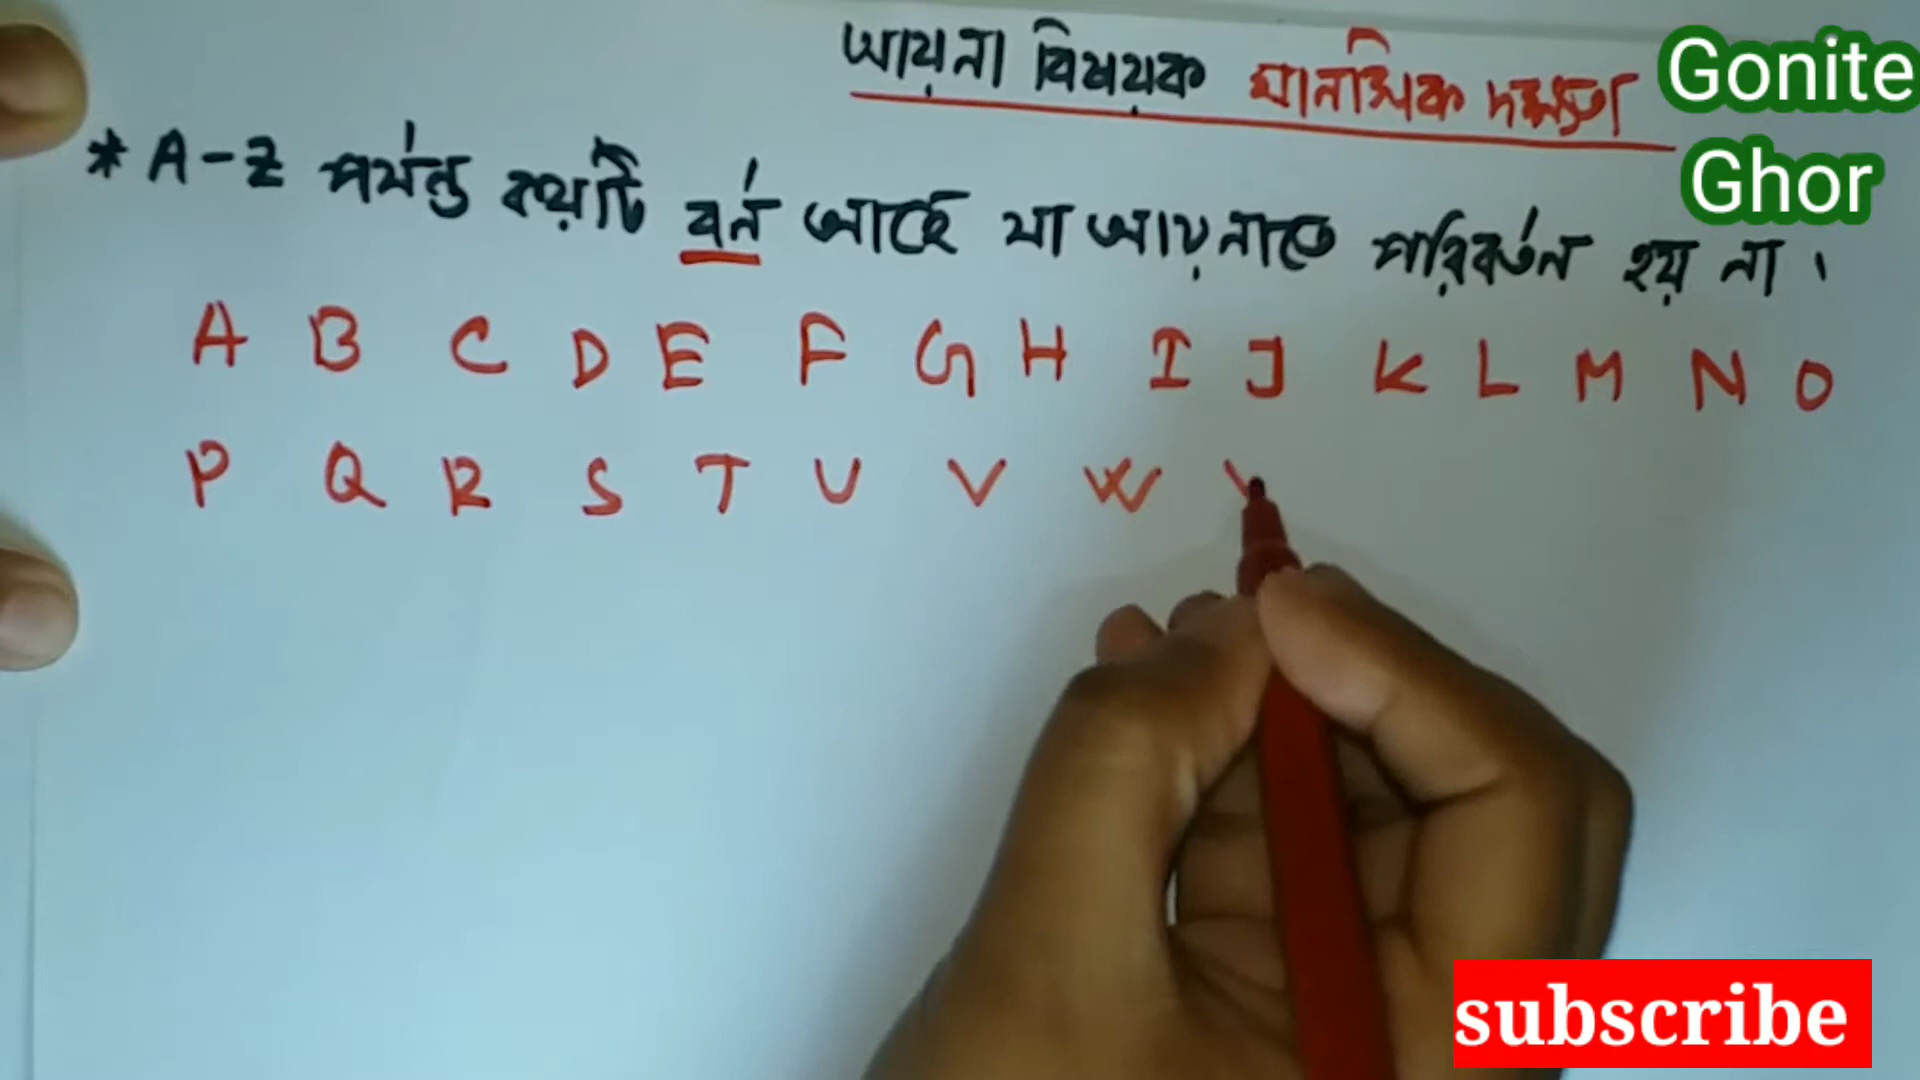 আয়না বিষয়ক মানসিক দক্ষতা
Gonite
Ghor
* A-Z পর্যন্ত কয়টি বর্ন আছে যা আয়নাতে পরিবর্তন হয় না।
A B C D E F G H I J K L M N O
P Q R S T U V W
subscribe